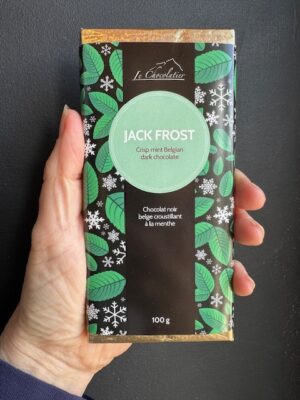 Le Chocolatier
JACK FROST
Crisp mint Belgian
dark chocolate
Chocolat noir
belge croustillant
à la menthe
100 g